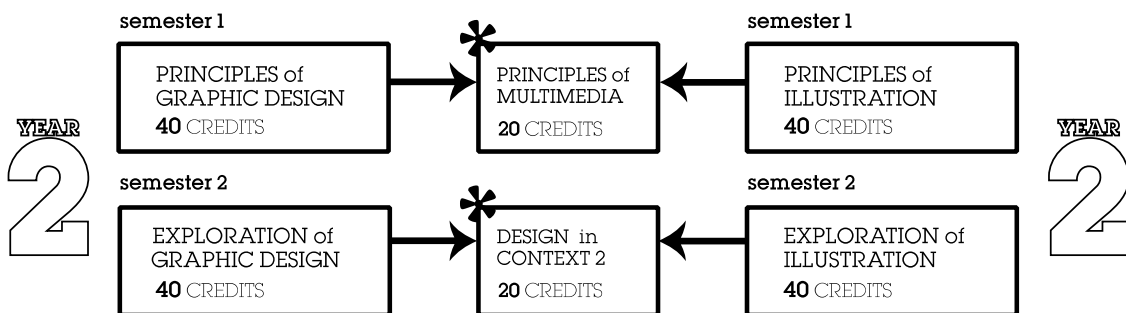 semester 1
semester 1
PRINCIPLES of
GRAPHIC DESIGN
40 CREDITS
PRINCIPLES of
MULTIMEDIA
20 CREDITS
PRINCIPLES of
ILLUSTRATION
40 CREDITS
YEAR
2
YEAR
2
semester 2
semester 2
EXPLORATION of
GRAPHIC DESIGN
40 CREDITS
DESIGN in
CONTEXT 2
20 CREDITS
EXPLORATION of
ILLUSTRATION
40 CREDITS